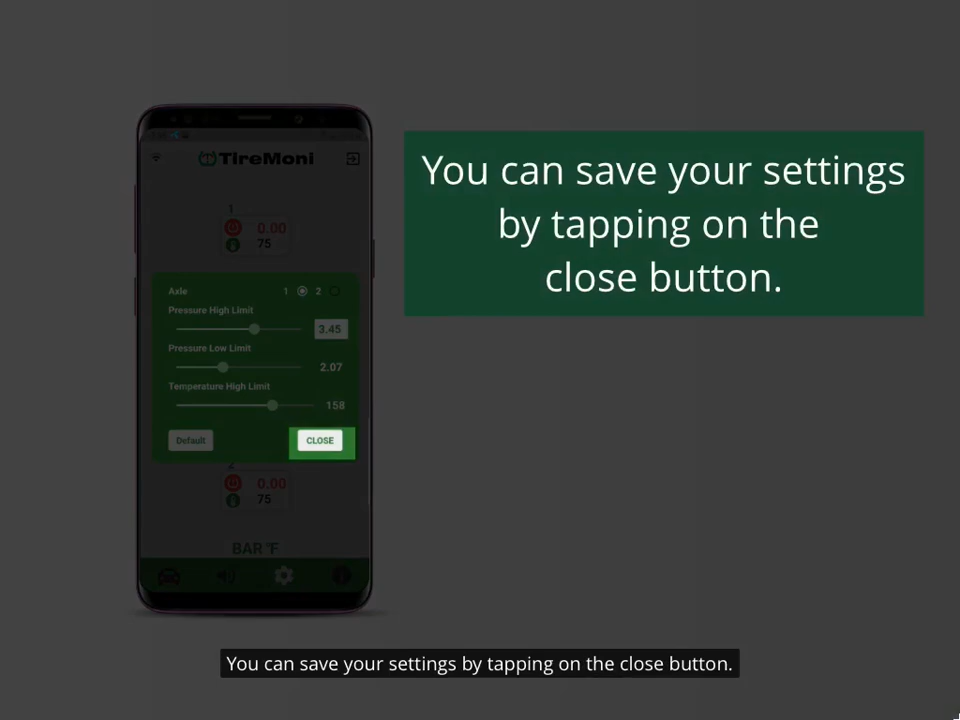 TireMoni
1
0.00
75
Axle 1 2
Pressure High Limit
3.45
Pressure Low Limit
2.07
Temperature High Limit
158
Default CLOSE
2
0.00
75
BAR °F
You can save your settings
by tapping on the
close button.
You can save your settings by tapping on the close button.